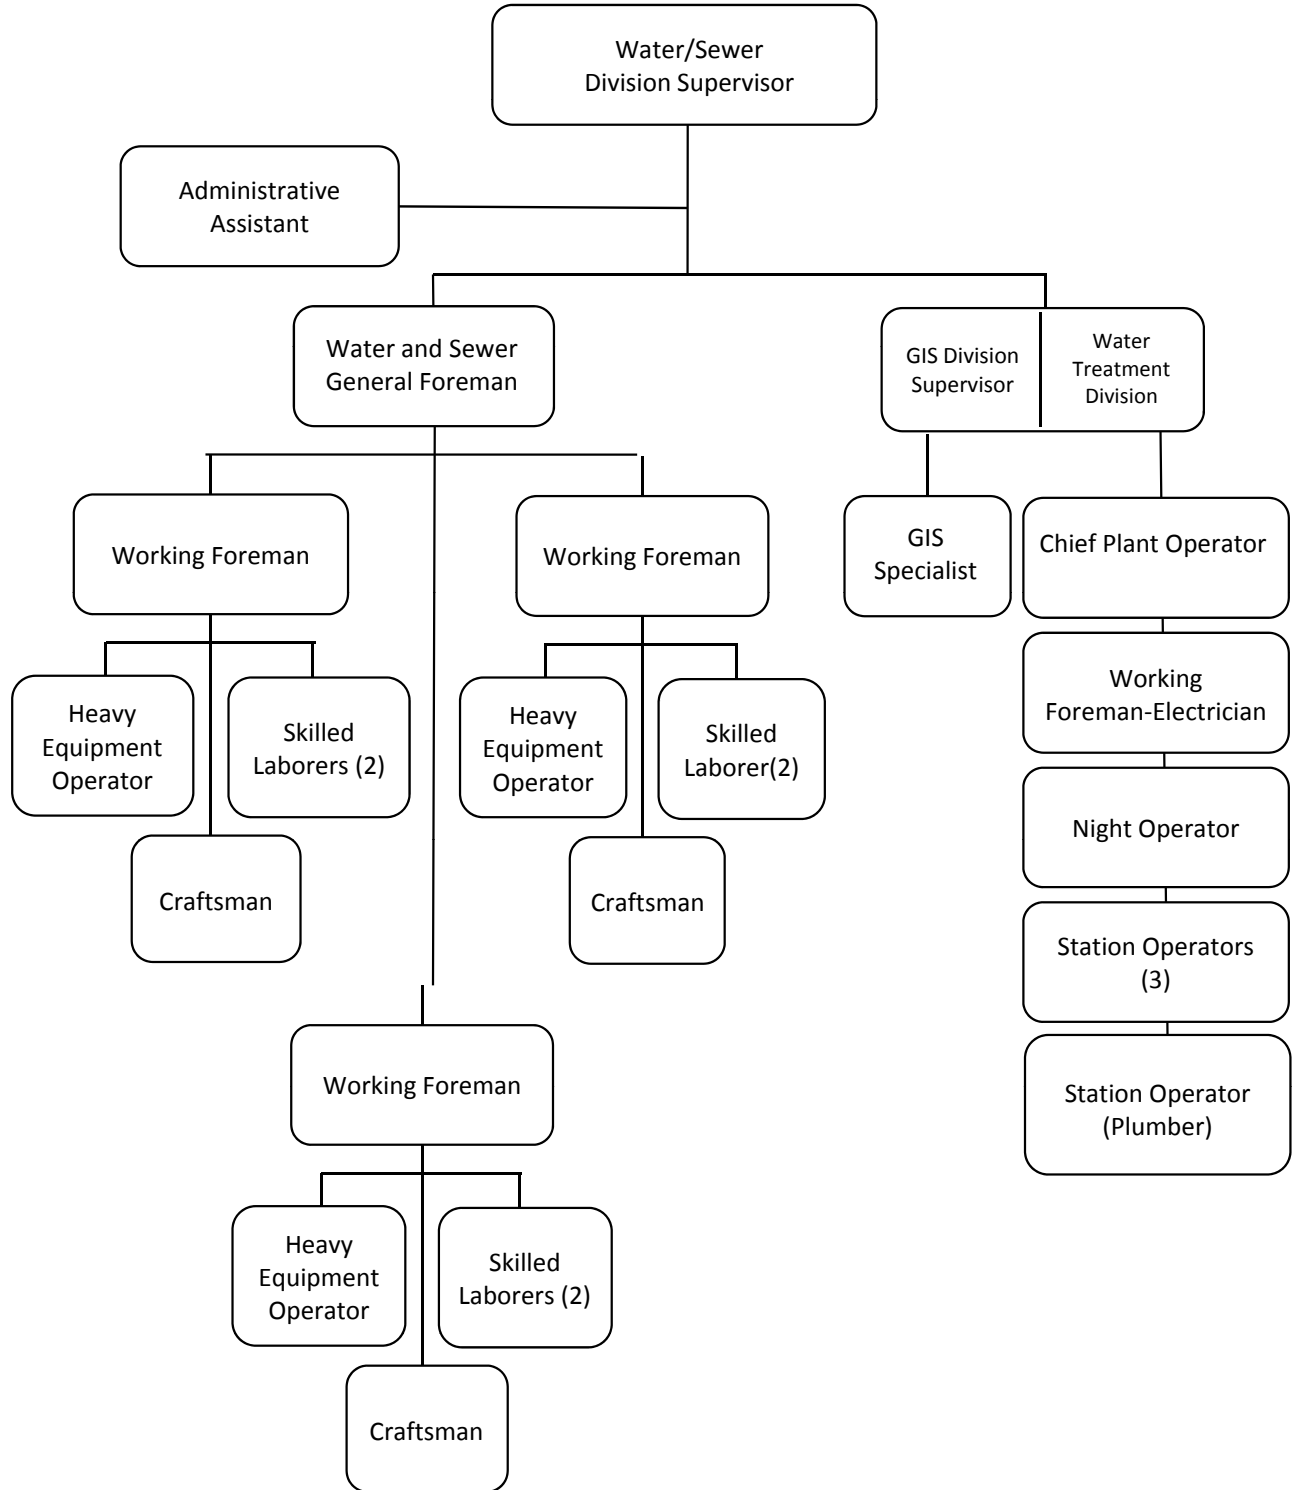 Water/Sewer
Division Supervisor
Administrative
Assistant
Water and Sewer
General Foreman
GIS Division
Supervisor
Water
Treatment
Division
Working Foreman
Working Foreman
GIS
Specialist
Chief Plant Operator
Heavy
Equipment
Operator
Skilled
Laborers (2)
Heavy
Equipment
Operator
Skilled
Laborer(2)
Working
Foreman-Electrician
Craftsman
Craftsman
Night Operator
Station Operators
(3)
Working Foreman
Station Operator
(Plumber)
Heavy
Equipment
Operator
Skilled
Laborers (2)
Craftsman